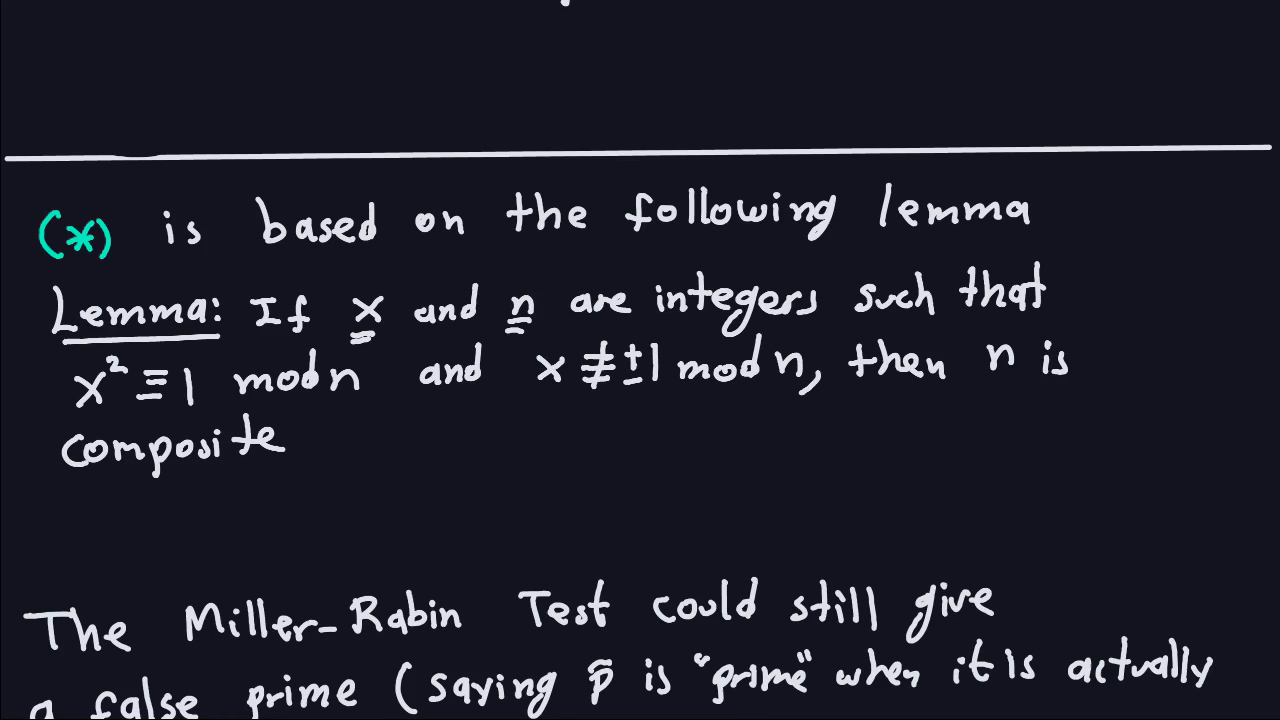 (*) is based on the following lemma
Lemma: If x and n are integers such that
x² ≡ 1 mod n and x ≢ ±1 mod n, then n is
composite
The Miller-Rabin Test could still give
a false prime (saying p̃ is "prime" when it is actually